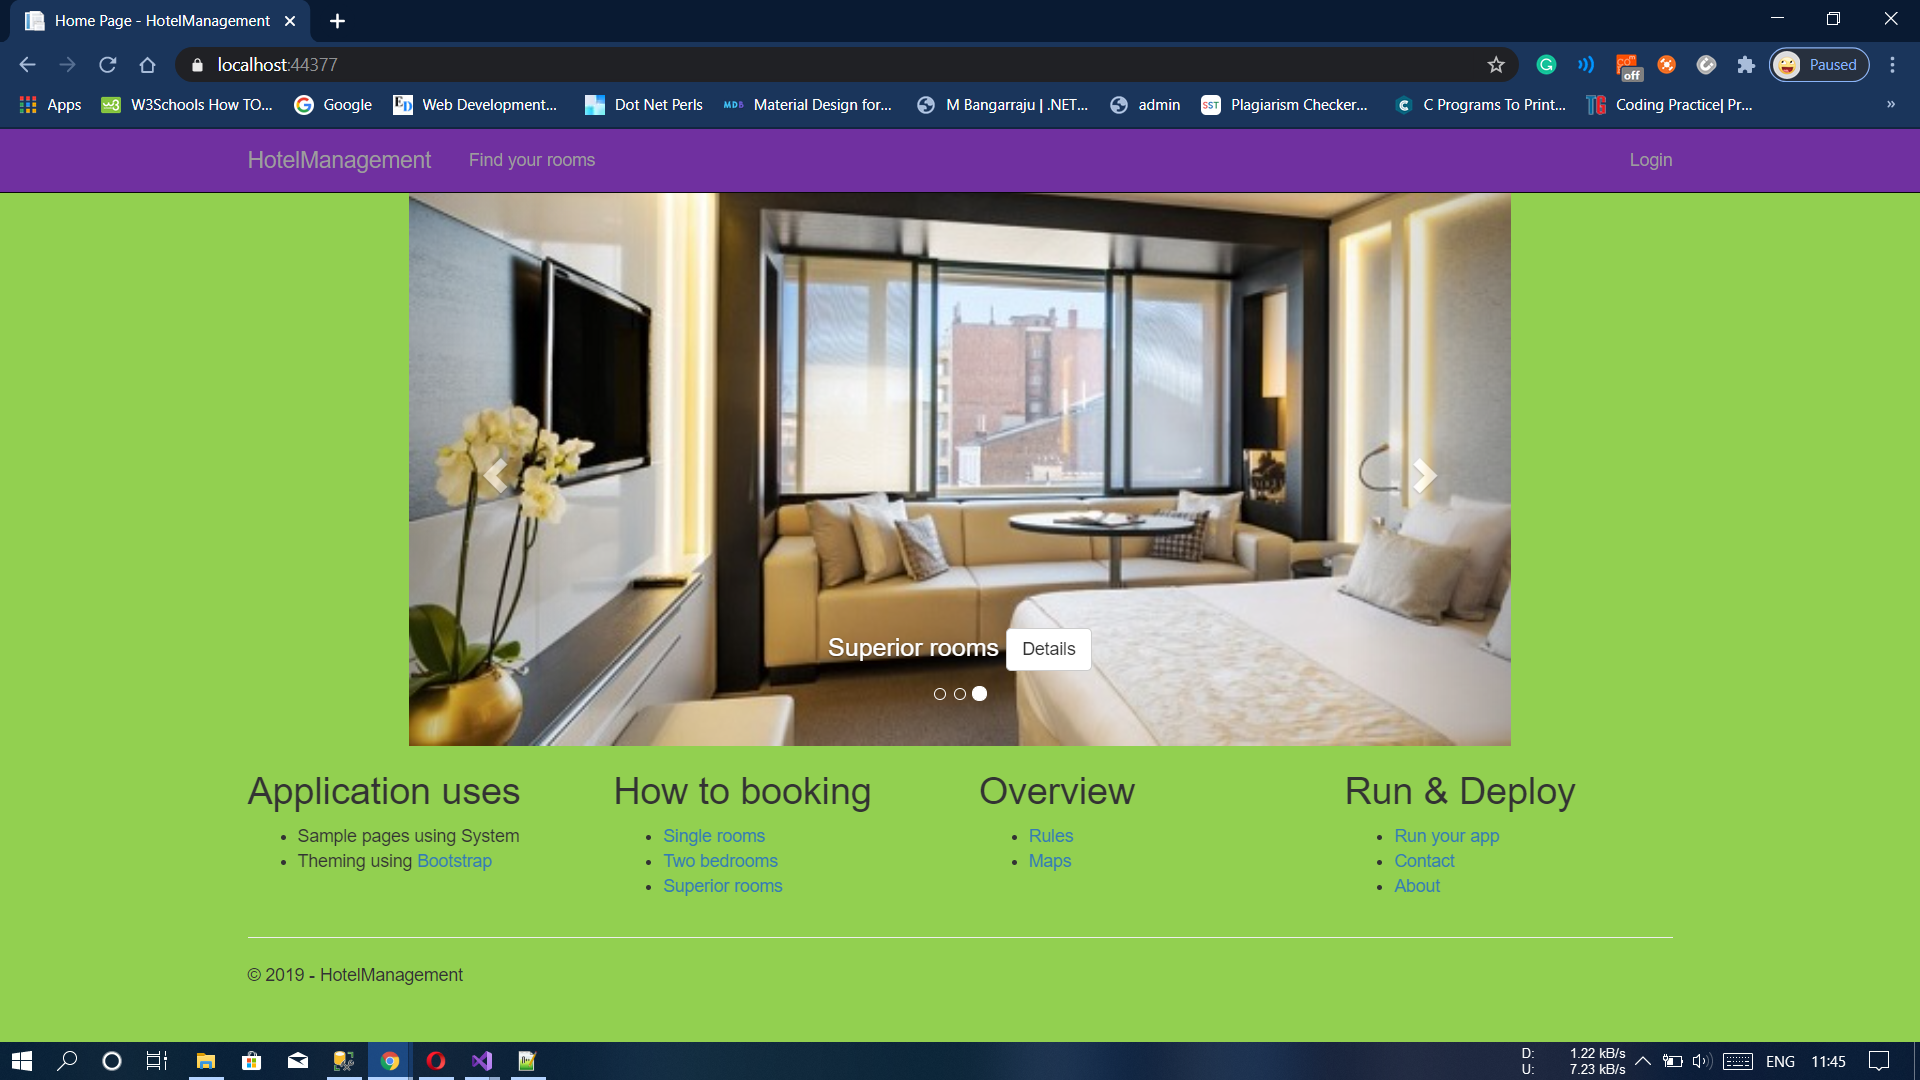 Home Page - HotelManagement
localhost:44377
off
Paused
Apps
W3Schools How TO...
Google
Web Development...
Dot Net Perls
MDB
Material Design for...
M Bangarraju | .NET...
admin
SST
Plagiarism Checker...
C Programs To Print...
Coding Practice| Pr...
»
HotelManagement
Find your rooms
Login
Superior rooms
Details
Application uses
Sample pages using System
Theming using Bootstrap
How to booking
Single rooms
Two bedrooms
Superior rooms
Overview
Rules
Maps
Run & Deploy
Run your app
Contact
About
© 2019 - HotelManagement
D: 1.22 kB/s
U: 7.23 kB/s
ENG
11:45